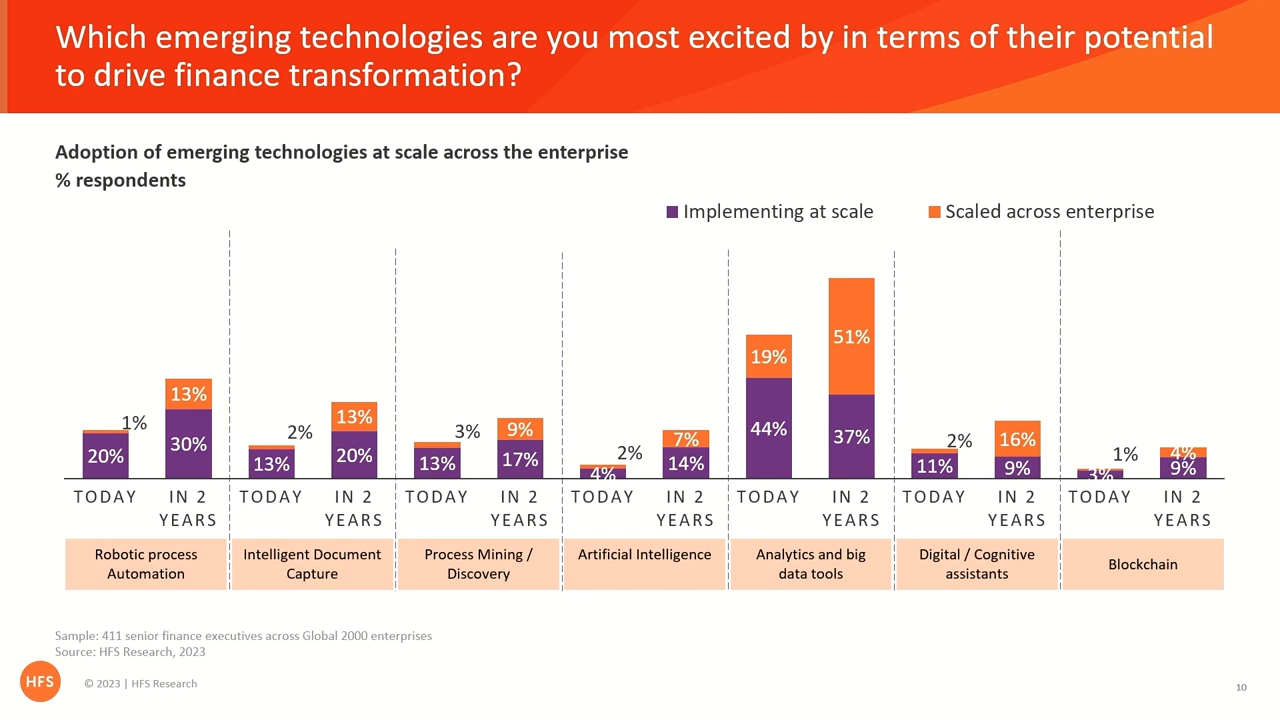 Which emerging technologies are you most excited by in terms of their potential
to drive finance transformation?
Adoption of emerging technologies at scale across the enterprise
% respondents
Implementing at scale
Scaled across enterprise
1%
20%
13%
30%
2%
13%
13%
20%
3%
13%
9%
17%
2%
4%
7%
14%
19%
44%
51%
37%
2%
11%
16%
9%
1%
3%
4%
9%
TODAY
IN 2
YEARS
TODAY
IN 2
YEARS
TODAY
IN 2
YEARS
TODAY
IN 2
YEARS
TODAY
IN 2
YEARS
TODAY
IN 2
YEARS
TODAY
IN 2
YEARS
Robotic process
Automation
Intelligent Document
Capture
Process Mining /
Discovery
Artificial Intelligence
Analytics and big
data tools
Digital / Cognitive
assistants
Blockchain
Sample: 411 senior finance executives across Global 2000 enterprises
Source: HFS Research, 2023
HFS
© 2023 | HFS Research
10